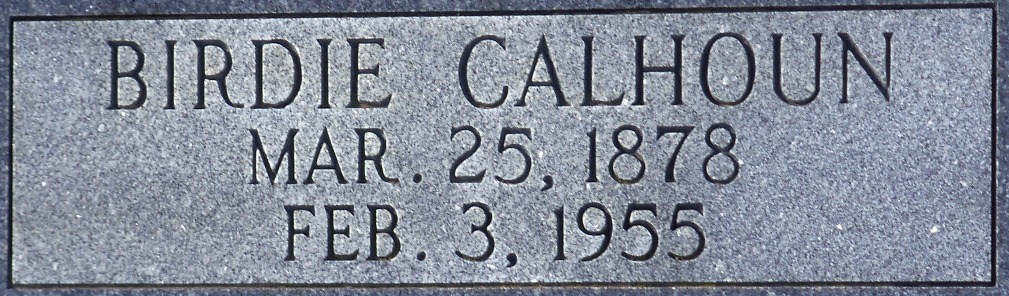 BIRDIE CALHOUN
MAR. 25, 1878
FEB. 3, 1955